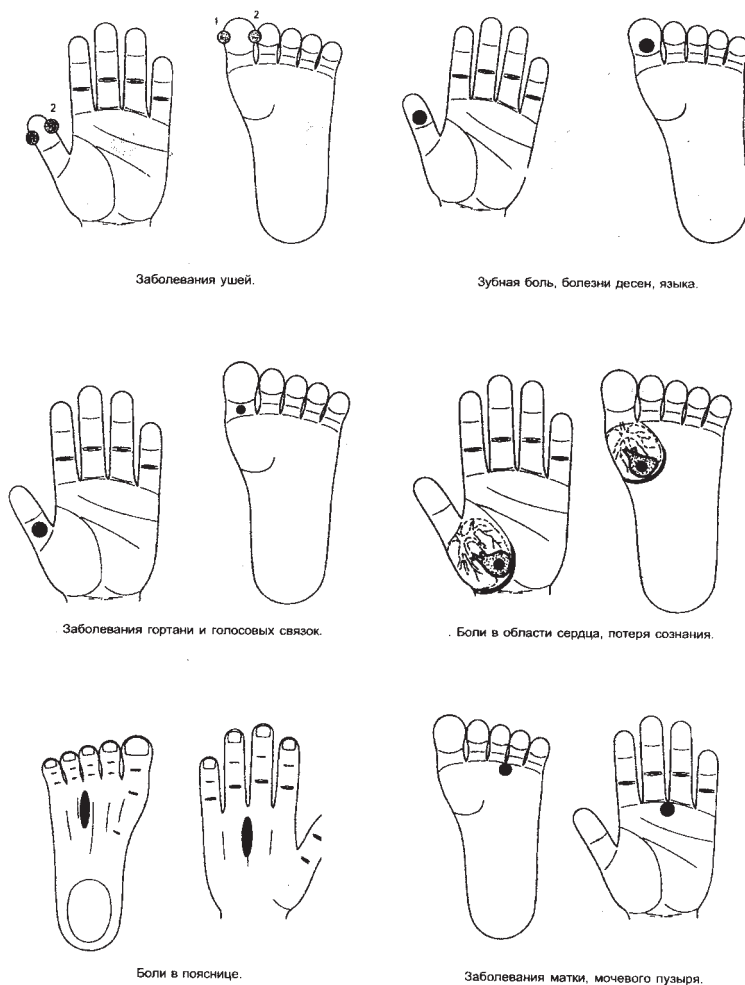 1 2
2
Заболевания ушей.
Зубная боль, болезни десен, языка.
Заболевания гортани и голосовых связок.
. Боли в области сердца, потеря сознания.
Боли в пояснице.
Заболевания матки, мочевого пузыря.